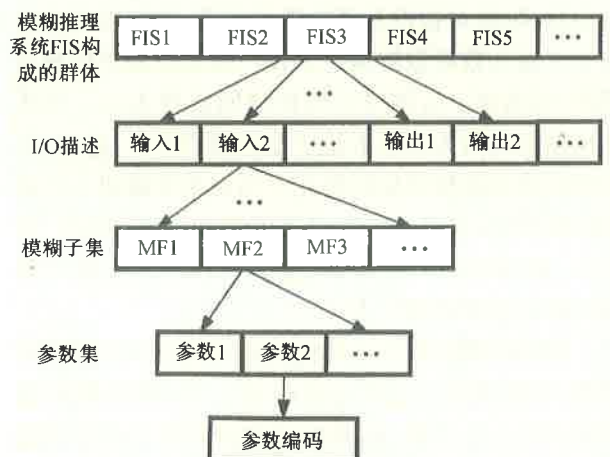 模糊推理
系统FIS构
成的群体
FIS1 FIS2 FIS3 FIS4 FIS5 ···
···
I/O描述 输入1 输入2 ··· 输出1 输出2 ···
···
模糊子集 MF1 MF2 MF3 ···
参数集 参数1 参数2 ···
参数编码